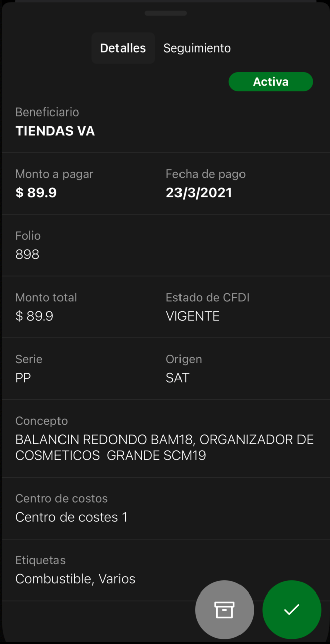 Detalles Seguimiento
Activa
Beneficiario
TIENDAS VA
Monto a pagar Fecha de pago
$ 89.9 23/3/2021
Folio
898
Monto total Estado de CFDI
$ 89.9 VIGENTE
Serie Origen
PP SAT
Concepto
BALANCIN REDONDO BAM18, ORGANIZADOR DE
COSMETICOS  GRANDE SCM19
Centro de costos
Centro de costes 1
Etiquetas
Combustible, Varios